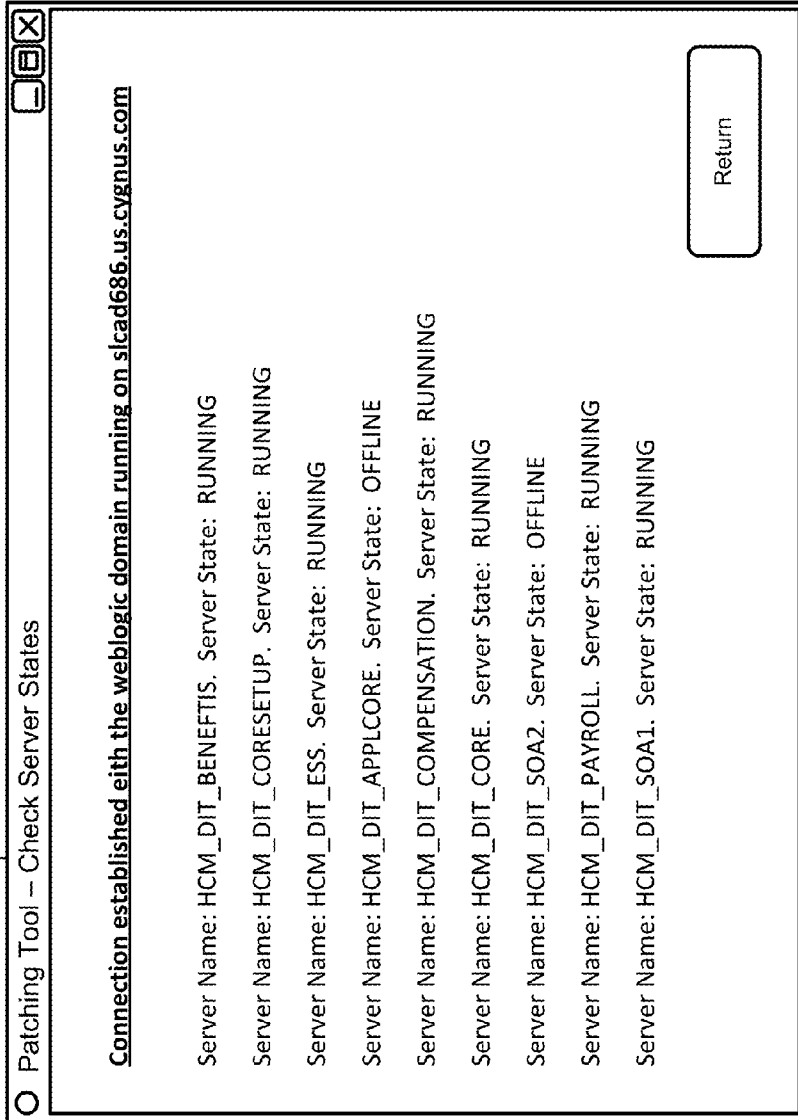 Patching Tool – Check Server States
Connection established eith the weblogic domain running on slcad686.us.cygnus.com
Server Name: HCM_DIT_BENEFTIS. Server State: RUNNING
Server Name: HCM_DIT_CORESETUP. Server State: RUNNING
Server Name: HCM_DIT_ESS. Server State: RUNNING
Server Name: HCM_DIT_APPLCORE. Server State: OFFLINE
Server Name: HCM_DIT_COMPENSATION. Server State: RUNNING
Server Name: HCM_DIT_CORE. Server State: RUNNING
Server Name: HCM_DIT_SOA2. Server State: OFFLINE
Server Name: HCM_DIT_PAYROLL. Server State: RUNNING
Server Name: HCM_DIT_SOA1. Server State: RUNNING
Return